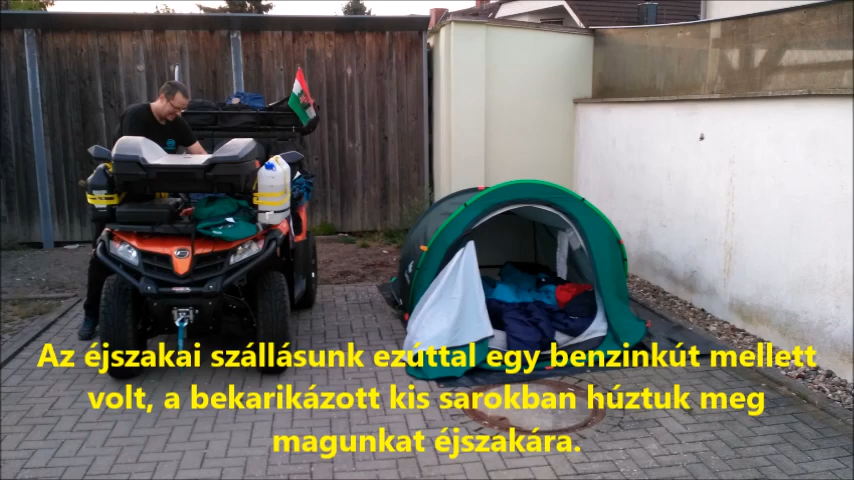 Az éjszakai szállásunk ezúttal egy benzinkút mellett
volt, a bekarikázott kis sarokban húztuk meg
magunkat éjszakára.